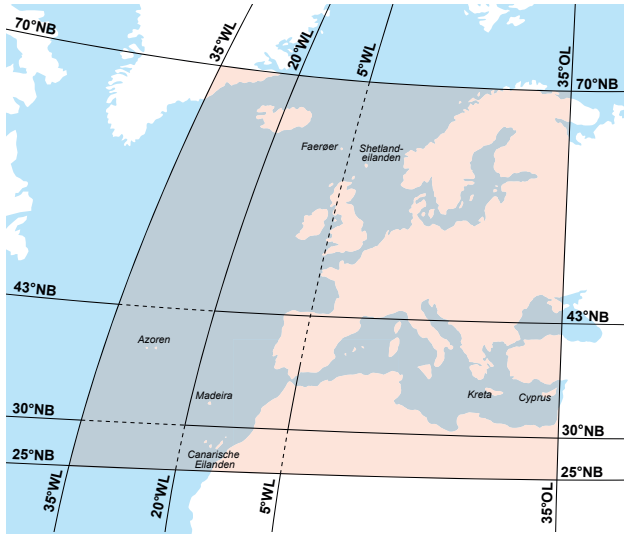 70°NB
35°WL
20°WL
5°WL
35°OL
70°NB
Faerøer
Shetland-
eilanden
43°NB
43°NB
Azoren
Madeira
Kreta
Cyprus
30°NB
30°NB
Canarische
Eilanden
25°NB
25°NB
35°WL
20°WL
5°WL
35°OL